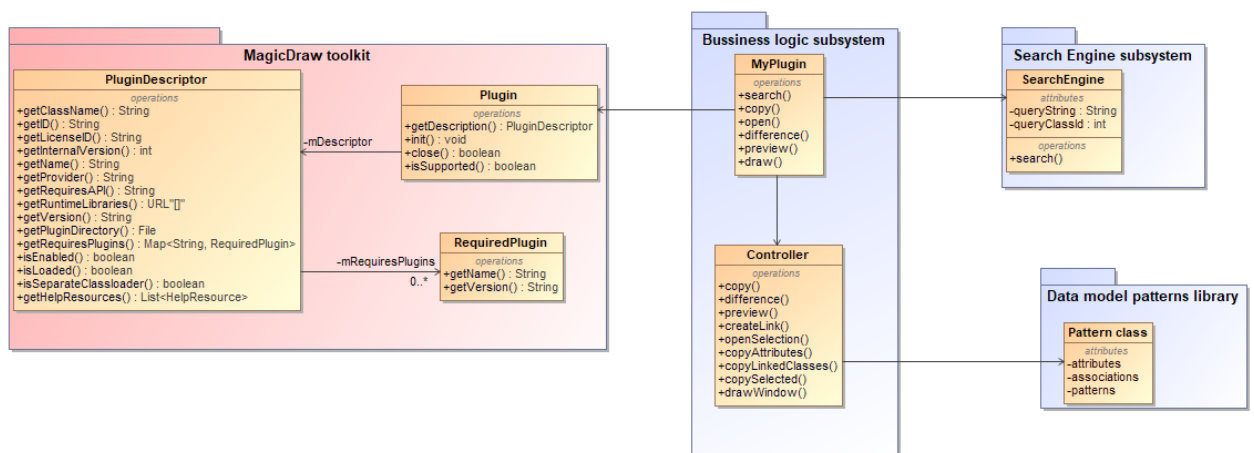 MagicDraw toolkit
PluginDescriptor
operations
+getClassName() : String
+getID() : String
+getLicenseID() : String
+getInternalVersion() : int
+getName() : String
+getProvider() : String
+getRequiresAPI() : String
+getRuntimeLibraries() : URL"[]"
+getVersion() : String
+getPluginDirectory() : File
+getRequiresPlugins() : Map<String, RequiredPlugin>
+isEnabled() : boolean
+isLoaded() : boolean
+isSeparateClassloader() : boolean
+getHelpResources() : List<HelpResource>
-mDescriptor
Plugin
operations
+getDescription() : PluginDescriptor
+init() : void
+close() : boolean
+isSupported() : boolean
-mRequiresPlugins
0..*
RequiredPlugin
operations
+getName() : String
+getVersion() : String
Bussiness logic subsystem
MyPlugin
operations
+search()
+copy()
+open()
+difference()
+preview()
+draw()
Controller
operations
+copy()
+difference()
+preview()
+createLink()
+openSelection()
+copyAttributes()
+copyLinkedClasses()
+copySelected()
+drawWindow()
Search Engine subsystem
SearchEngine
attributes
-queryString : String
-queryClassId : int
operations
+search()
Data model patterns library
Pattern class
attributes
-attributes
-associations
-patterns